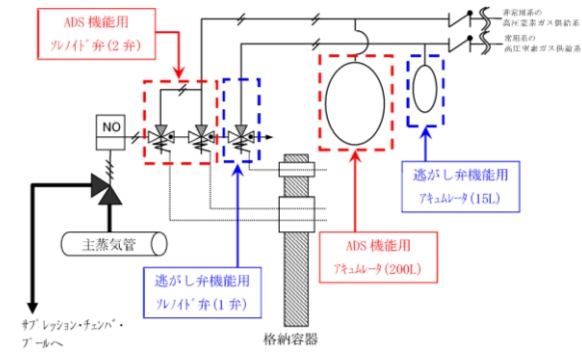 ADS 機能用
ｿﾚﾉｲﾄﾞ弁(2 弁)
非常用系の
高圧窒素ガス供給系
常用系の
高圧窒素ガス供給系
NO
逃がし弁機能用
ｱｷｭﾑﾚｰﾀ(15L)
主蒸気管
ADS 機能用
ｱｷｭﾑﾚｰﾀ(200L)
逃がし弁機能用
ｿﾚﾉｲﾄﾞ弁(1 弁)
ｻﾌﾟﾚｯｼｮﾝ・ﾁｪﾝﾊﾞ・
ﾌﾟｰﾙへ
格納容器